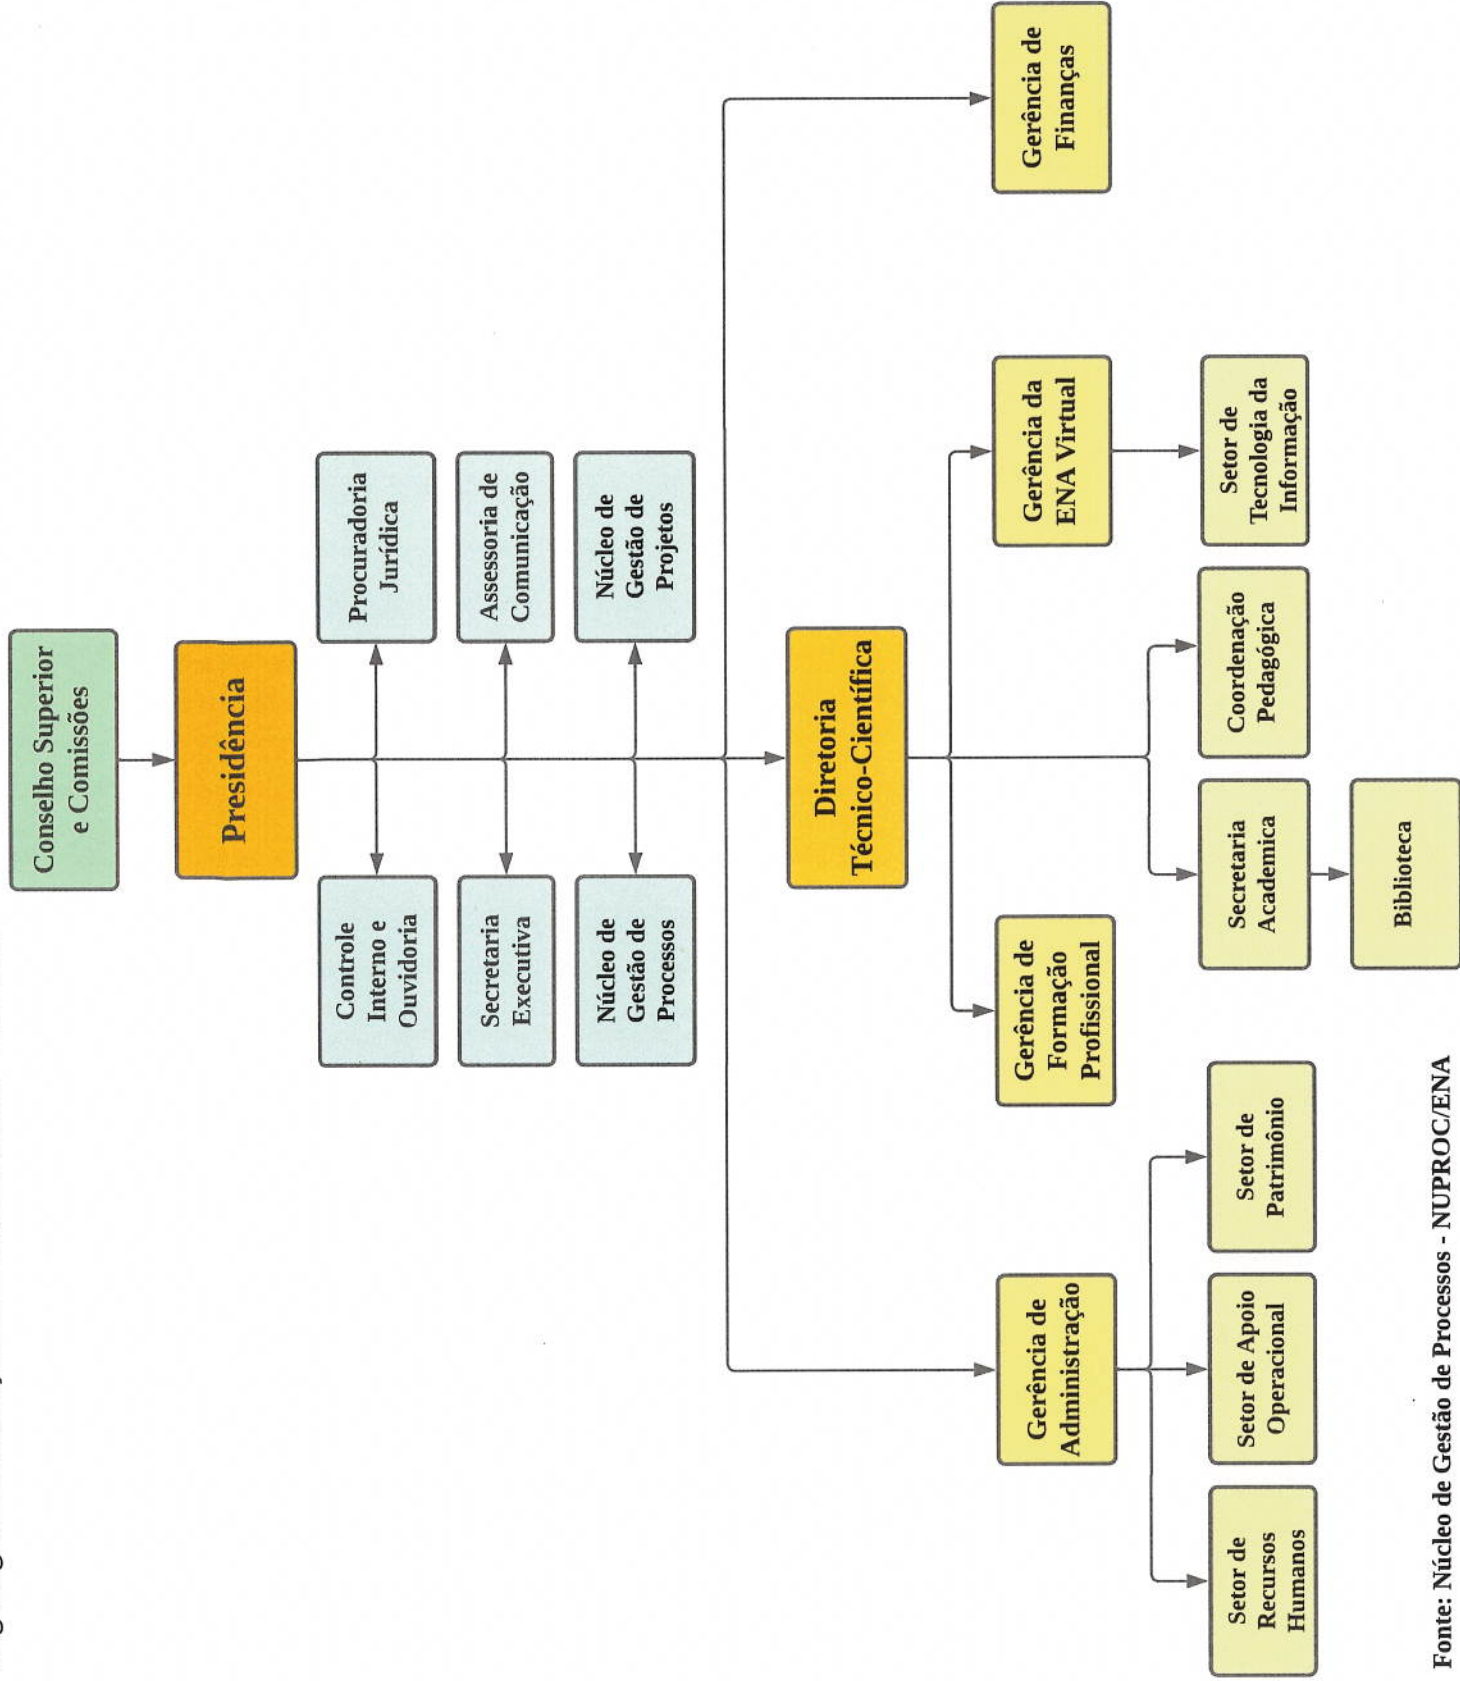 Conselho Superior
e Comissões
Presidência
Controle
Interno e
Ouvidoria
Procuradoria
Jurídica
Secretaria
Executiva
Assessoria de
Comunicação
Núcleo de
Gestão de
Processos
Núcleo de
Gestão de
Projetos
Diretoria
Técnico-Científica
Gerência de
Administração
Gerência de
Formação
Profissional
Gerência da
ENA Virtual
Gerência de
Finanças
Setor de
Recursos
Humanos
Setor de Apoio
Operacional
Setor de
Patrimônio
Secretaria
Academica
Coordenação
Pedagógica
Setor de
Tecnologia da
Informação
Biblioteca
Fonte: Núcleo de Gestão de Processos - NUPROC/ENA